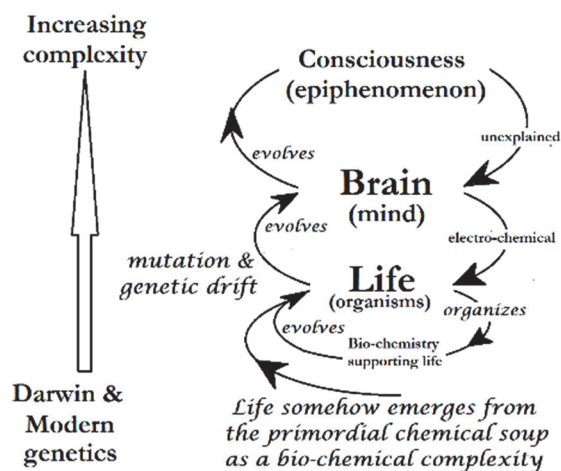 Increasing
complexity
Consciousness
(epiphenomenon)
unexplained
evolves
Brain
(mind)
evolves
electro-chemical
mutation &
genetic drift
Life
(organisms)
organizes
evolves
Bio-chemistry
supporting life
Darwin &
Modern
genetics
Life somehow emerges from
the primordial chemical soup
as a bio-chemical complexity